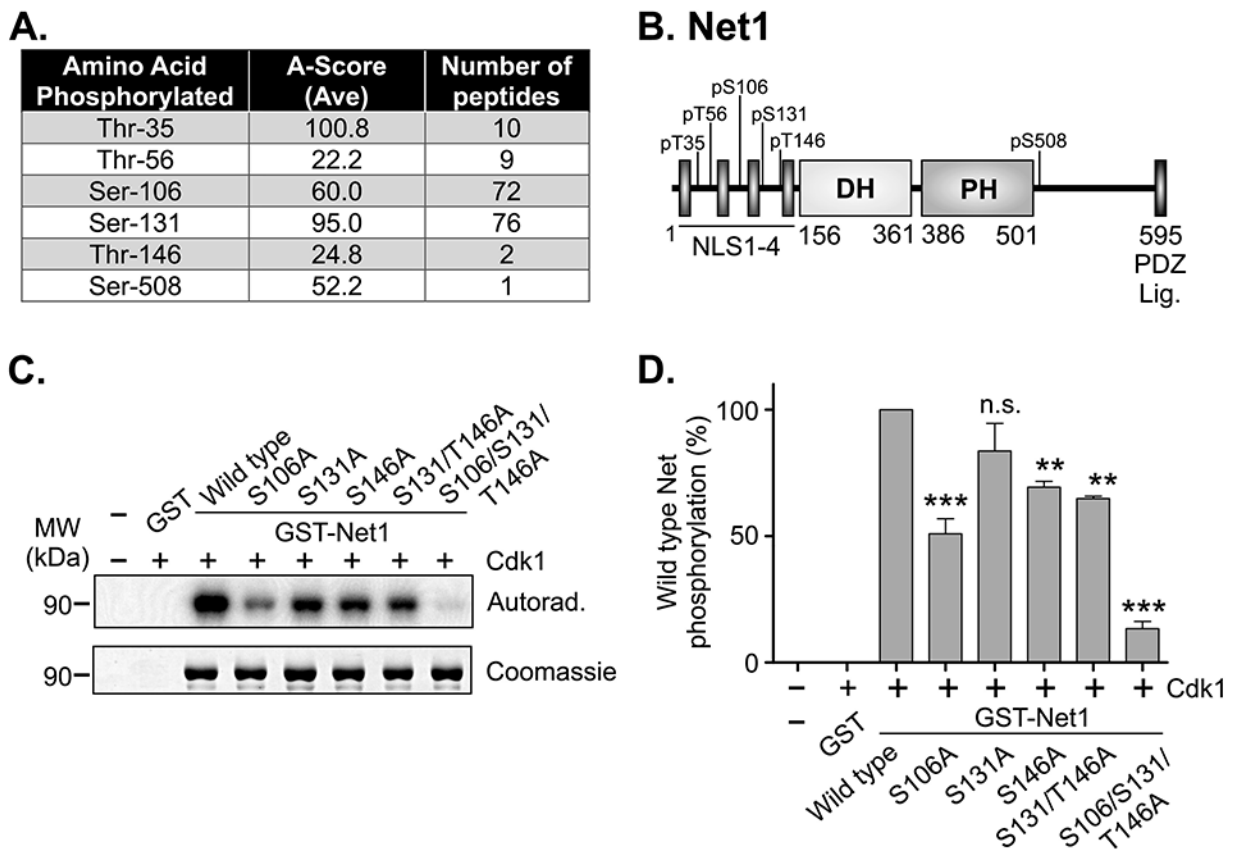 A.
Amino Acid Phosphorylated A-Score (Ave) Number of peptides
Thr-35 100.8 10
Thr-56 22.2 9
Ser-106 60.0 72
Ser-131 95.0 76
Thr-146 24.8 2
Ser-508 52.2 1
B. Net1
pS106
pT56 pS131
pT35 pT146 pS508
DH PH
1 NLS1-4 156 361 386 501 595
PDZ
Lig.
C.
– GST Wild type S106A S131A S146A S131/T146A S106/S131/T146A
GST-Net1
MW
(kDa)
– + + + + + + + Cdk1
90 Autorad.
90 Coomassie
D.
Wild type Net
phosphorylation (%)
100
50
0
*** n.s. ** ** ***
– + + + + + + + Cdk1
– GST GST-Net1
Wild type S106A S131A S146A S131/T146A S106/S131/
T146A